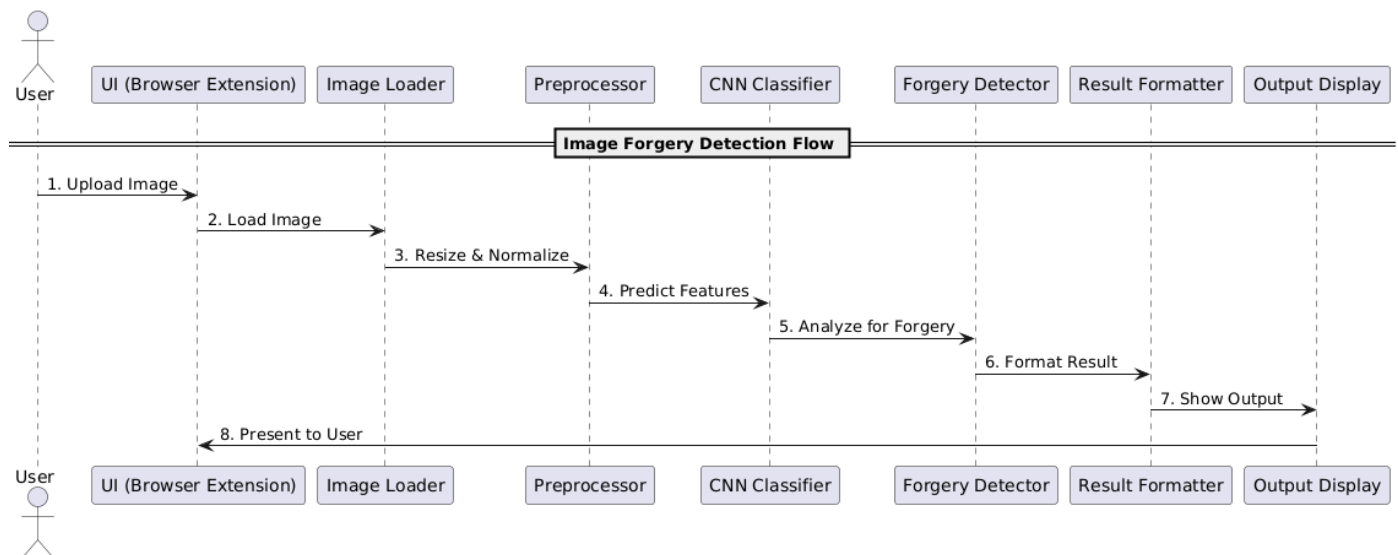 User
UI (Browser Extension)
Image Loader
Preprocessor
CNN Classifier
Forgery Detector
Result Formatter
Output Display
Image Forgery Detection Flow
1. Upload Image
2. Load Image
3. Resize & Normalize
4. Predict Features
5. Analyze for Forgery
6. Format Result
7. Show Output
8. Present to User
User
UI (Browser Extension)
Image Loader
Preprocessor
CNN Classifier
Forgery Detector
Result Formatter
Output Display